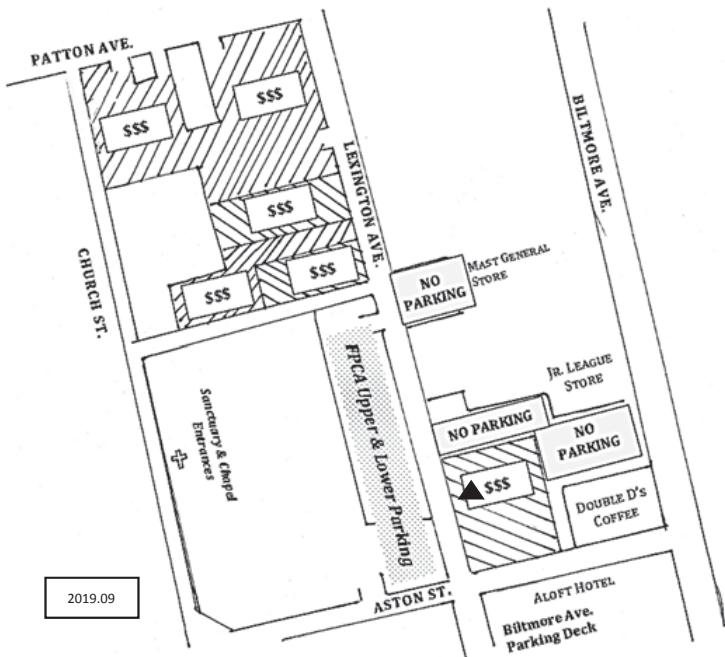 PATTON AVE.
$$$
$$$
LEXINGTON AVE.
BILTMORE AVE.
$$$
$$$
$$$
CHURCH ST.
NO
PARKING
MAST GENERAL
STORE
FPCA Upper & Lower Parking
Sanctuary & Chapel
Entrances
JR. LEAGUE
STORE
NO PARKING
NO
PARKING
$$$
DOUBLE D'S
COFFEE
2019.09
ASTON ST.
ALOFT HOTEL
Biltmore Ave.
Parking Deck